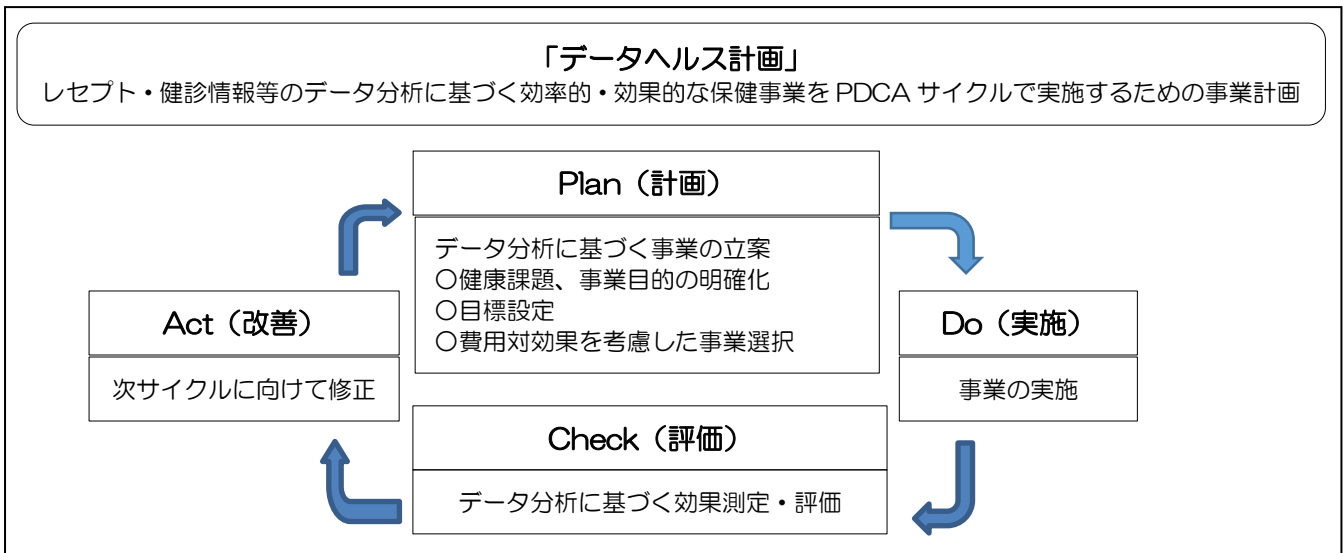 「データヘルス計画」
レセプト・健診情報等のデータ分析に基づく効率的・効果的な保健事業を PDCA サイクルで実施するための事業計画
Plan（計画）
データ分析に基づく事業の立案
〇健康課題、事業目的の明確化
〇目標設定
〇費用対効果を考慮した事業選択
Do（実施）
事業の実施
Check（評価）
データ分析に基づく効果測定・評価
Act（改善）
次サイクルに向けて修正